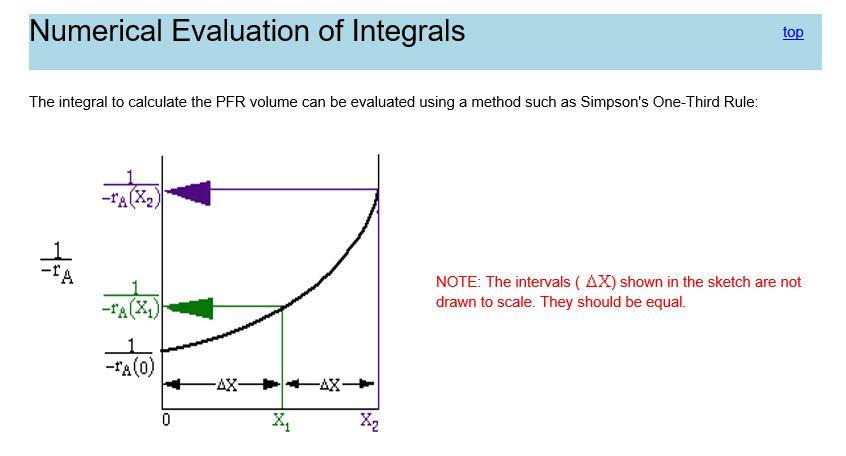 Numerical Evaluation of Integrals
top
The integral to calculate the PFR volume can be evaluated using a method such as Simpson's One-Third Rule:
1
-rA(X2)
1
-rA
1
-rA(X1)
1
-rA(0)
NOTE: The intervals ( ΔX) shown in the sketch are not
drawn to scale. They should be equal.
ΔX ΔX
0 X1 X2